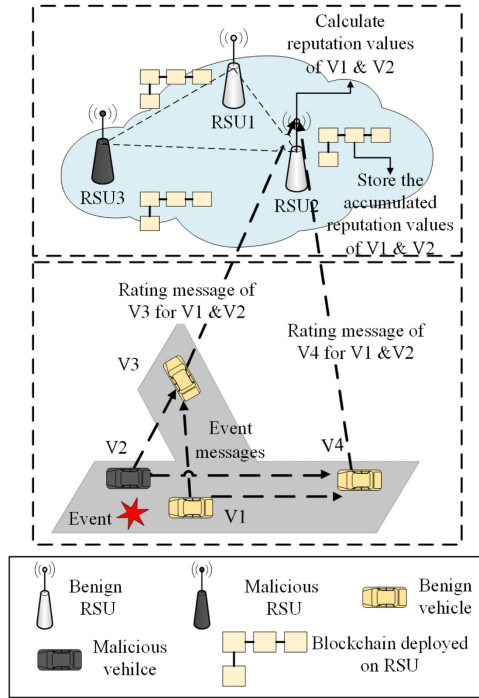 Calculate
reputation values
of V1 & V2
RSU1
RSU3
RSU2
Store the
accumulated
reputation values
of V1 & V2
Rating message of
V3 for V1 &V2
Rating message of
V4 for V1 &V2
V3
V2
Event
messages
V4
Event
V1
Benign
RSU
Malicious
RSU
Benign
vehicle
Malicious
vehilce
Blockchain deployed
on RSU